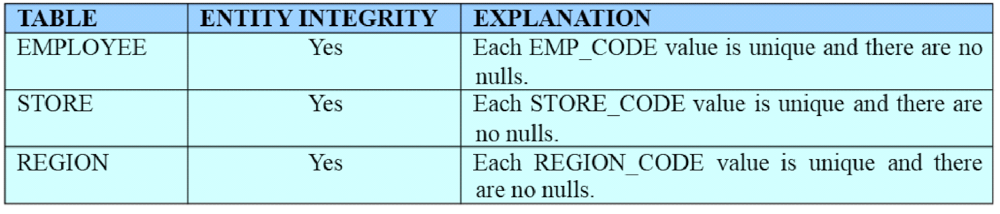 TABLE ENTITY INTEGRITY EXPLANATION
EMPLOYEE Yes Each EMP_CODE value is unique and there are no
nulls.
STORE Yes Each STORE_CODE value is unique and there are
no nulls.
REGION Yes Each REGION_CODE value is unique and there
are no nulls.